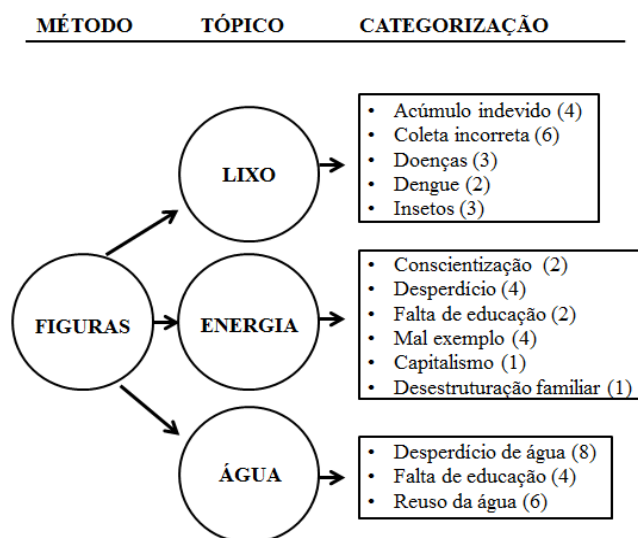 MÉTODO TÓPICO CATEGORIZAÇÃO
LIXO
• Acúmulo indevido (4)
• Coleta incorreta (6)
• Doenças (3)
• Dengue (2)
• Insetos (3)
FIGURAS
ENERGIA
• Conscientização (2)
• Desperdício (4)
• Falta de educação (2)
• Mal exemplo (4)
• Capitalismo (1)
• Desestruturação familiar (1)
ÁGUA
• Desperdício de água (8)
• Falta de educação (4)
• Reuso da água (6)